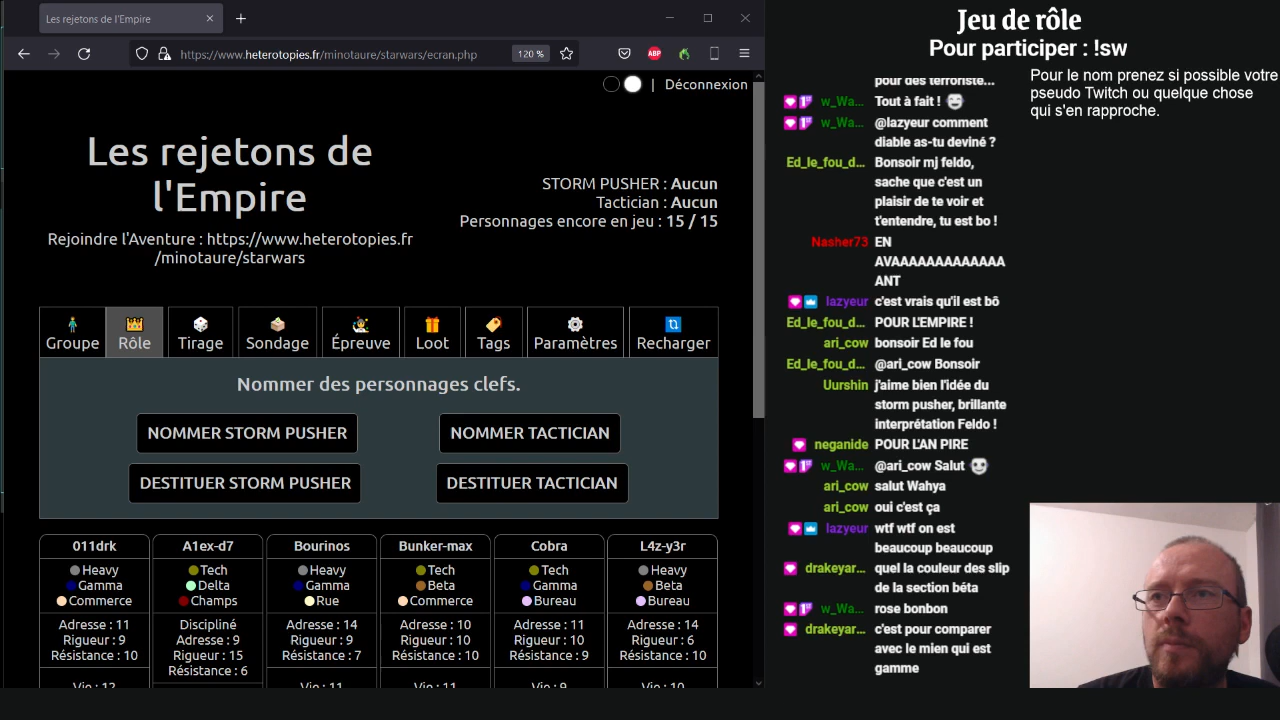 Les rejetons de l'Empire
https://www.heterotopies.fr/minotaure/starwars/ecran.php
120 %
ABP
| Déconnexion
Les rejetons de
l'Empire
Rejoindre l'Aventure : https://www.heterotopies.fr
/minotaure/starwars
STORM PUSHER : Aucun
Tactician : Aucun
Personnages encore en jeu : 15 / 15
Groupe Rôle Tirage Sondage Épreuve Loot Tags Paramètres Recharger
Nommer des personnages clefs.
NOMMER STORM PUSHER NOMMER TACTICIAN
DESTITUER STORM PUSHER DESTITUER TACTICIAN
011drk
Heavy
Gamma
Commerce
Adresse : 11
Rigueur : 9
Résistance : 10
Vie : 12
A1ex-d7
Tech
Delta
Champs
Discipliné
Adresse : 9
Rigueur : 15
Résistance : 6
Bourinos
Heavy
Gamma
Rue
Adresse : 14
Rigueur : 9
Résistance : 7
Vie : 11
Bunker-max
Tech
Beta
Commerce
Adresse : 10
Rigueur : 10
Résistance : 10
Vie : 11
Cobra
Tech
Gamma
Bureau
Adresse : 11
Rigueur : 10
Résistance : 9
Vie : 9
L4z-y3r
Heavy
Beta
Bureau
Adresse : 14
Rigueur : 6
Résistance : 10
Vie : 10
Jeu de rôle
Pour participer : !sw
Pour le nom prenez si possible votre
pseudo Twitch ou quelque chose
qui s'en rapproche.
pour des terroriste...
w_Wa... Tout à fait !
w_Wa... @lazyeur comment
diable as-tu deviné ?
Ed_le_fou_d... Bonsoir mj feldo,
sache que c'est un
plaisir de te voir et
t'entendre, tu est bo !
Nasher73 EN
AVAAAAAAAAAAAAA
ANT
lazyeur c'est vrais qu'il est bô
Ed_le_fou_d... POUR L'EMPIRE !
ari_cow bonsoir Ed le fou
Ed_le_fou_d... @ari_cow Bonsoir
Uurshin j'aime bien l'idée du
storm pusher, brillante
interprétation Feldo !
neganide POUR L'AN PIRE
w_Wa... @ari_cow Salut
ari_cow salut Wahya
ari_cow oui c'est ça
lazyeur wtf wtf on est
beaucoup beaucoup
drakeyar... quel la couleur des slip
de la section béta
w_Wa... rose bonbon
drakeyar... c'est pour comparer
avec le mien qui est
gamme